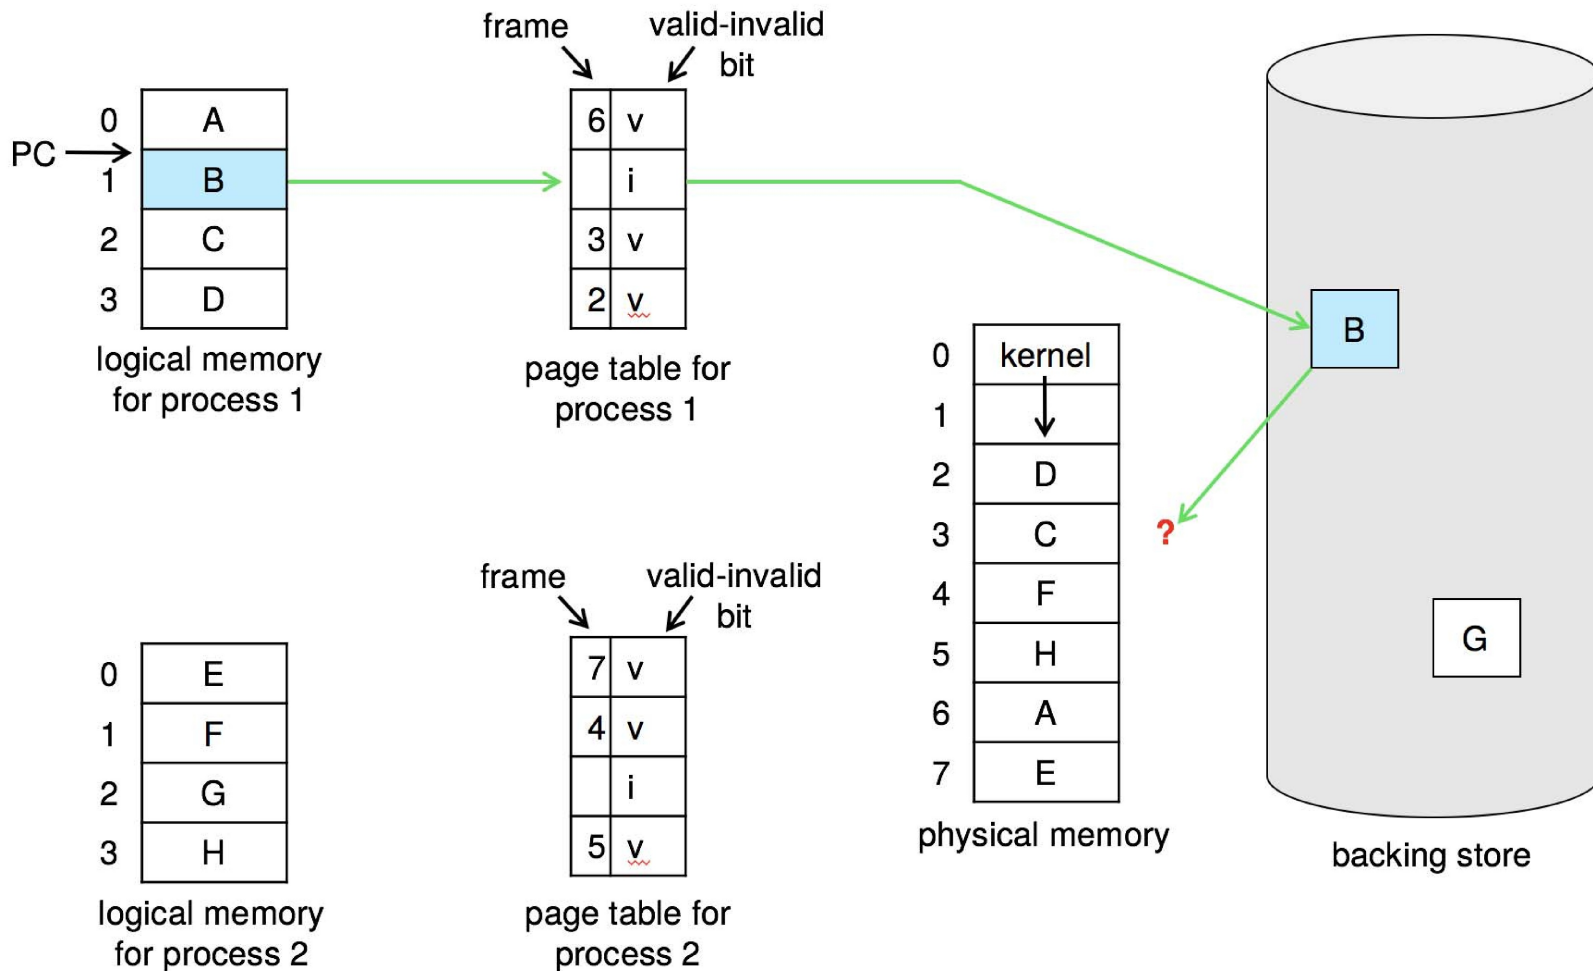 frame
valid-invalid
bit
0 A
PC
1 B
2 C
3 D
logical memory
for process 1
6 v
i
3 v
2 v
page table for
process 1
0 kernel
1
2 D
3 C
4 F
5 H
6 A
7 E
physical memory
?
B
G
backing store
frame
valid-invalid
bit
0 E
1 F
2 G
3 H
logical memory
for process 2
7 v
4 v
i
5 v
page table for
process 2